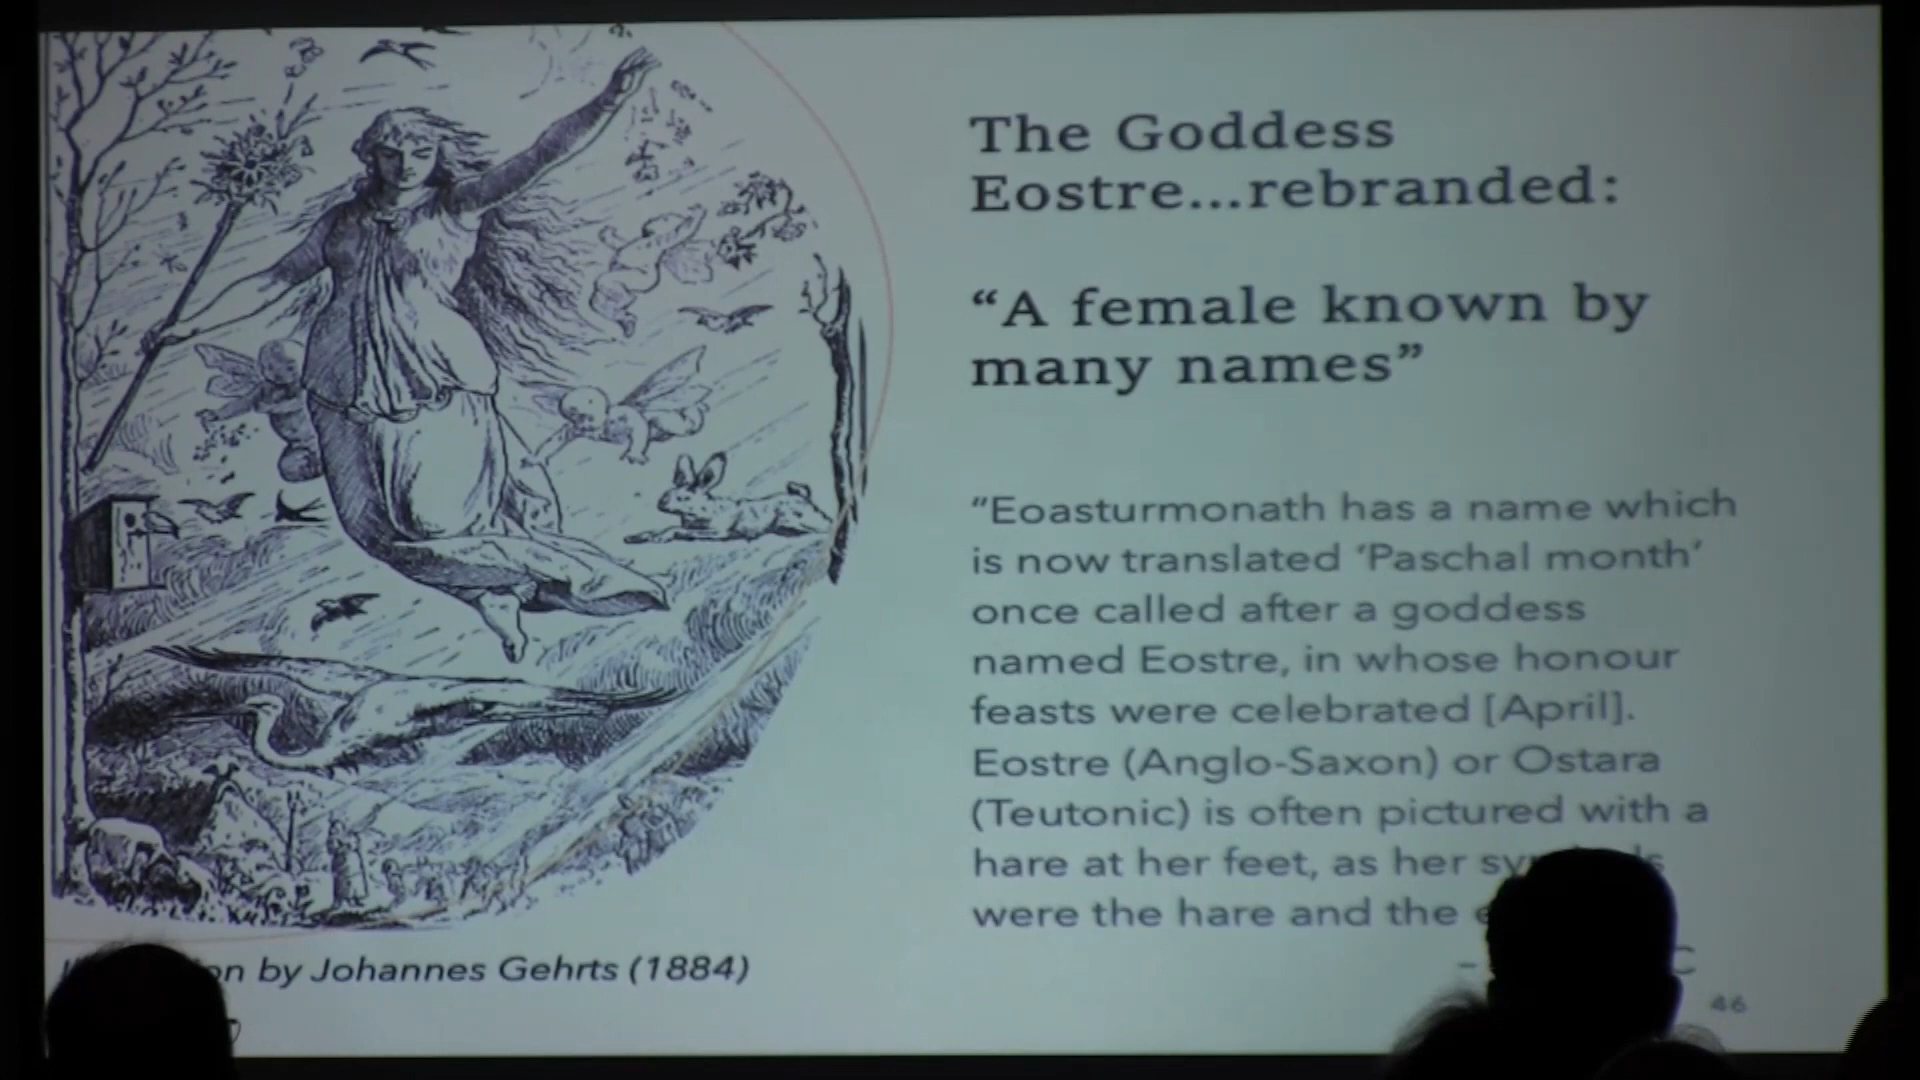 The Goddess
Eostre...rebranded:
“A female known by
many names”
“Eoasturmonath has a name which
is now translated ‘Paschal month’
once called after a goddess
named Eostre, in whose honour
feasts were celebrated [April].
Eostre (Anglo-Saxon) or Ostara
(Teutonic) is often pictured with a
hare at her feet, as her
were the hare and the
by Johannes Gehrts (1884)
46